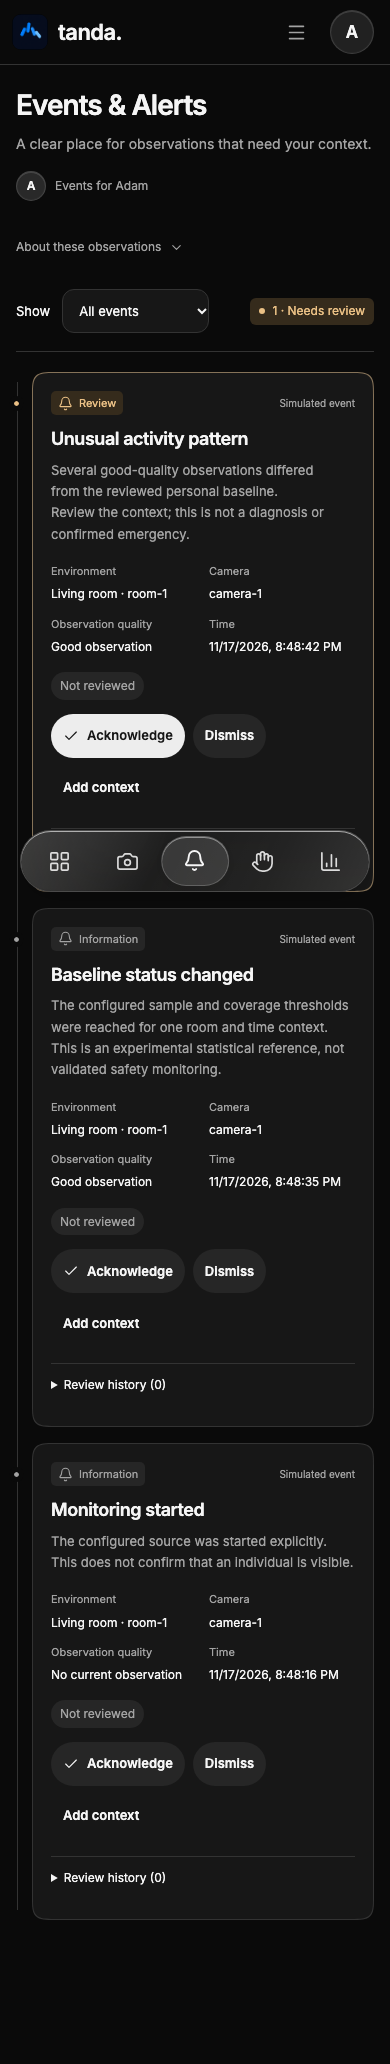 tanda.
A
Events & Alerts
A clear place for observations that need your context.
A Events for Adam
About these observations
Show All events 1 · Needs review
Review Simulated event
Unusual activity pattern
Several good-quality observations differed
from the reviewed personal baseline.
Review the context; this is not a diagnosis or
confirmed emergency.
Environment Camera
Living room · room-1 camera-1
Observation quality Time
Good observation 11/17/2026, 8:48:42 PM
Not reviewed
Acknowledge Dismiss
Add context
Information Simulated event
Baseline status changed
The configured sample and coverage thresholds
were reached for one room and time context.
This is an experimental statistical reference, not
validated safety monitoring.
Environment Camera
Living room · room-1 camera-1
Observation quality Time
Good observation 11/17/2026, 8:48:35 PM
Not reviewed
Acknowledge Dismiss
Add context
Review history (0)
Information Simulated event
Monitoring started
The configured source was started explicitly.
This does not confirm that an individual is visible.
Environment Camera
Living room · room-1 camera-1
Observation quality Time
No current observation 11/17/2026, 8:48:16 PM
Not reviewed
Acknowledge Dismiss
Add context
Review history (0)